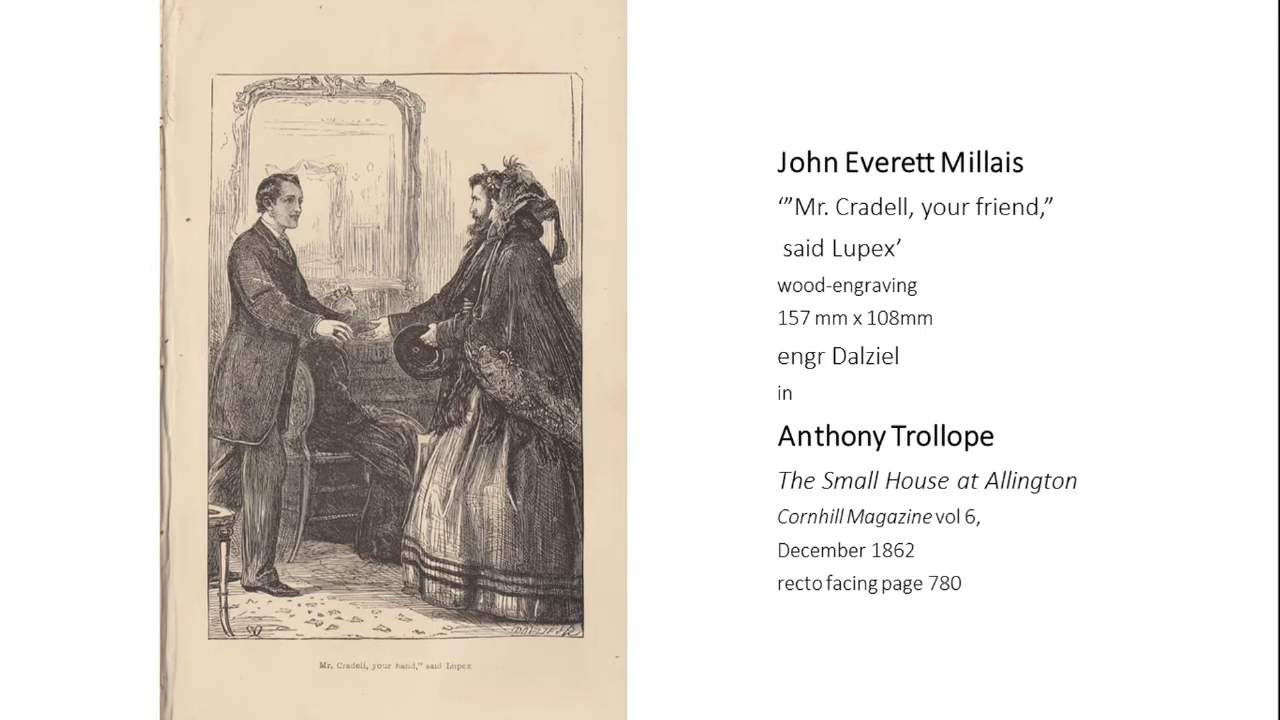 John Everett Millais
‘”Mr. Cradell, your friend,”
said Lupex’
wood-engraving
157 mm x 108mm
engr Dalziel
in
Anthony Trollope
The Small House at Allington
Cornhill Magazine vol 6,
December 1862
recto facing page 780
DALZIEL
Mr. Cradell, your hand,” said Lupex